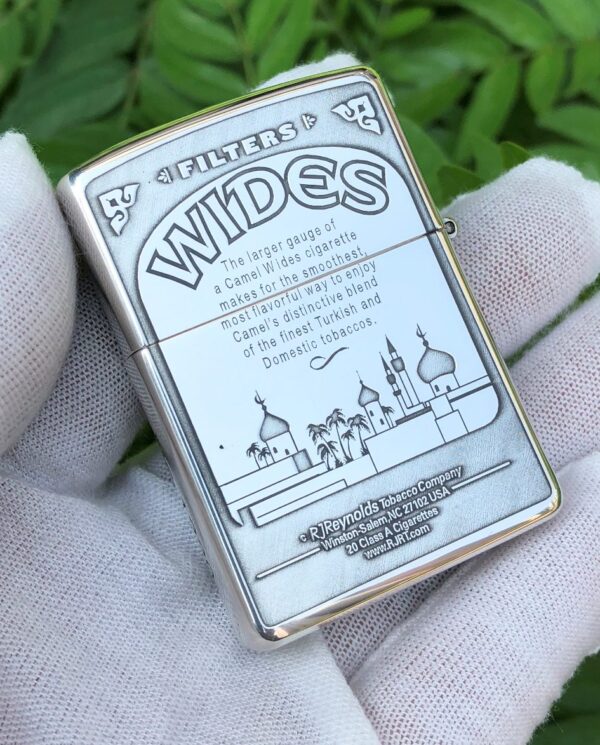 FILTERS
WIDES
The larger gauge of
a Camel Wides cigarette
makes for the smoothest,
most flavorful way to enjoy
Camel's distinctive blend
of the finest Turkish and
Domestic tobaccos.
© RJReynolds Tobacco Company
Winston-Salem, NC 27102 USA
20 Class A Cigarettes
www.RJRT.com